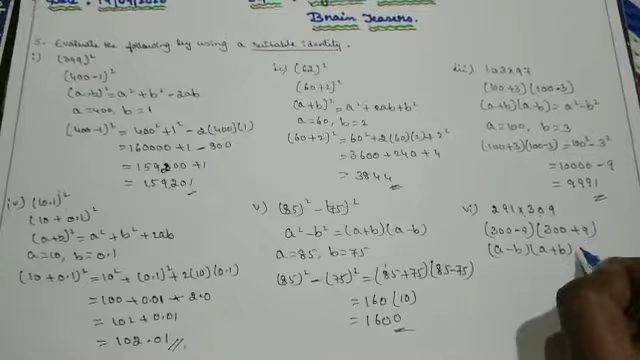 Date : 19/09/2020
Brain Teasers.
5. Evaluate the following by using a suitable identity.
i) (399)²
(400-1)²
(a-b)² = a² + b² - 2ab
a = 400, b = 1
(400-1)² = 400² + 1² - 2(400)(1)
= 160000 + 1 - 800
= 159200 + 1
= 1,59,201
ii) (62)²
(60+2)²
(a+b)² = a² + 2ab + b²
a = 60, b = 2
(60+2)² = 60² + 2(60)(2) + 2²
= 3600 + 240 + 4
= 3844
iii) 103 x 97
(100+3)(100-3)
(a+b)(a-b) = a² - b²
a = 100, b = 3
(100+3)(100-3) = 100² - 3²
= 10000 - 9
= 9991
iv) (10.1)²
(10 + 0.1)²
(a+b)² = a² + b² + 2ab
a = 10, b = 0.1
(10 + 0.1)² = 10² + (0.1)² + 2(10)(0.1)
= 100 + 0.01 + 2.0
= 102 + 0.01
= 102.01
v) (85)² - (75)²
a² - b² = (a+b)(a-b)
a = 85, b = 75
(85)² - (75)² = (85+75)(85-75)
= 160 (10)
= 1600
vi) 291 x 309
(300-9)(300+9)
(a-b)(a+b)